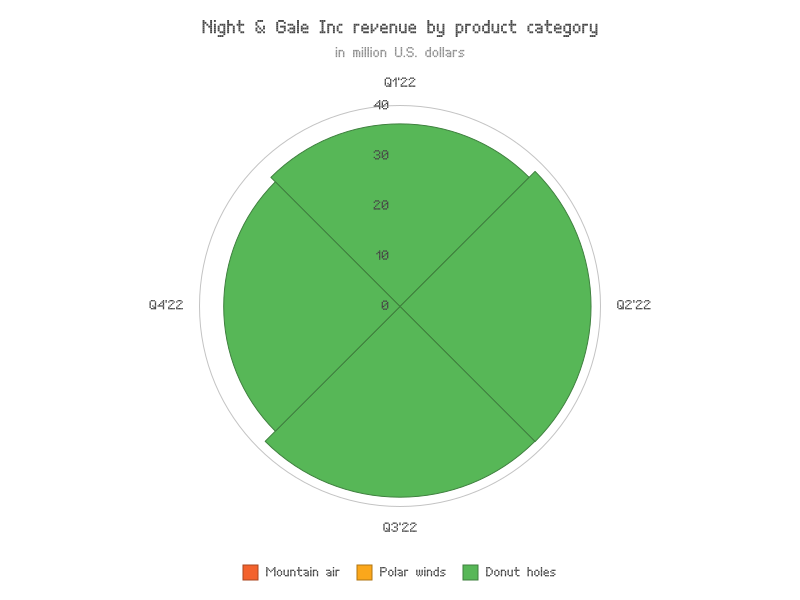 Night & Gale Inc revenue by product category
in million U.S. dollars
Q1'22
40
30
20
10
0
Q4'22
Q2'22
Q3'22
Mountain air
Polar winds
Donut holes